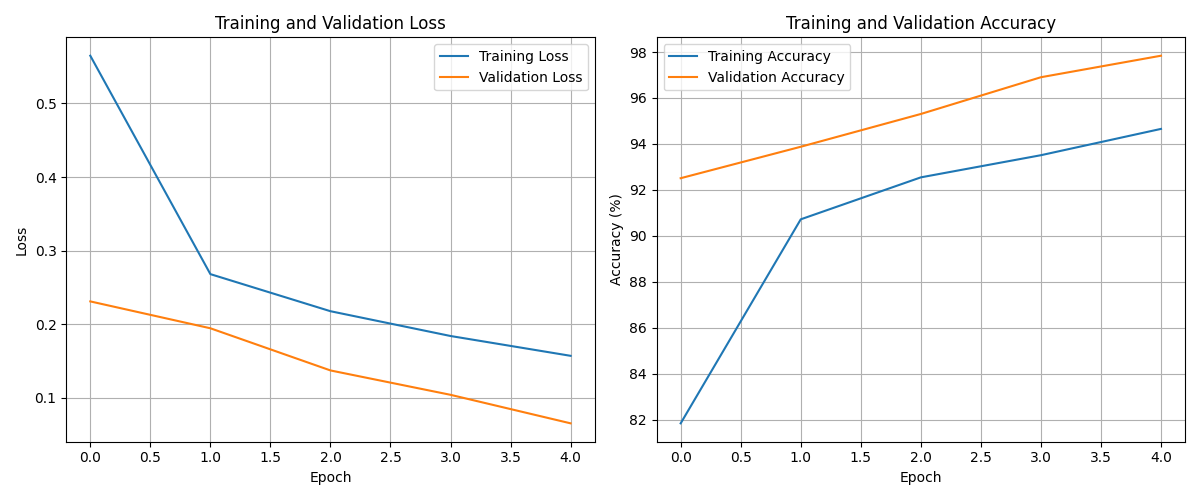 Training and Validation Loss
Training Loss
Validation Loss
0.5
0.4
0.3
0.2
0.1
Loss
0.0 0.5 1.0 1.5 2.0 2.5 3.0 3.5 4.0
Epoch
Training and Validation Accuracy
Training Accuracy
Validation Accuracy
98
96
94
92
90
88
86
84
82
Accuracy (%)
0.0 0.5 1.0 1.5 2.0 2.5 3.0 3.5 4.0
Epoch